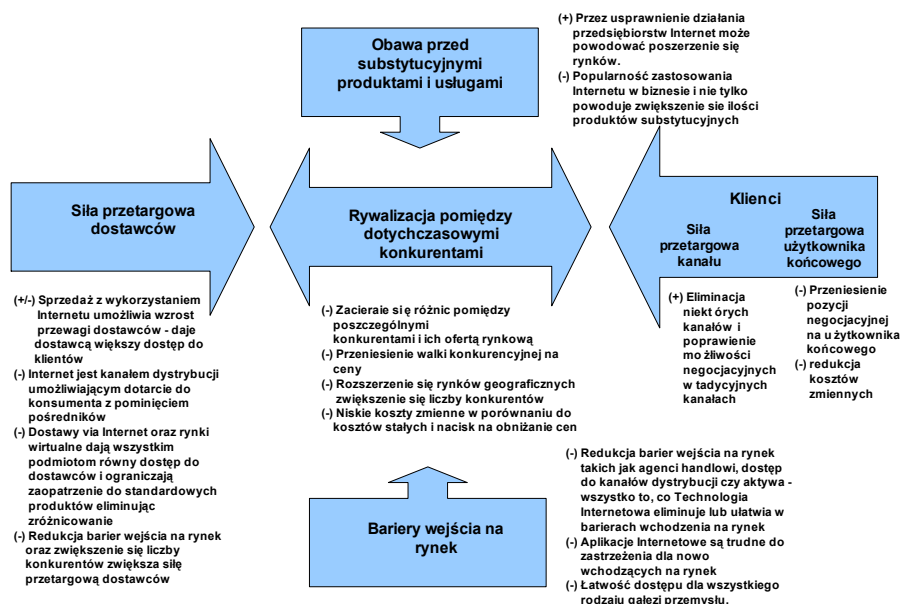 Obawa przed
substytucyjnymi
produktami i usługami
(+) Przez usprawnienie działania
przedsiębiorstw Internet może
powodować poszerzenie się
rynków.
(-) Popularność zastosowania
Internetu w biznesie i nie tylko
powoduje zwiększenie sie ilości
produktów substytucyjnych
Siła przetargowa
dostawców
Rywalizacja pomiędzy
dotychczasowymi
konkurentami
Klienci
Siła
przetargowa
kanału
Siła
przetargowa
użytkownika
końcowego
(+/-) Sprzedaż z wykorzystaniem
Internetu umożliwia wzrost
przewagi dostawców - daje
dostawcą większy dostęp do
klientów
(-) Internet jest kanałem dystrybucji
umożliwiającym dotarcie do
konsumenta z pominięciem
pośredników
(-) Dostawy via Internet oraz rynki
wirtualne dają wszystkim
podmiotom równy dostęp do
dostawców i ograniczają
zaopatrzenie do standardowych
produktów eliminując
zróżnicowanie
(-) Redukcja barier wejścia na rynek
oraz zwiększenie się liczby
konkurentów zwiększa siłę
przetargową dostawców
(-) Zacieraie si ę różnic pomiędzy
poszczególnymi
konkurentami i ich ofertą rynkową
(-) Przeniesienie walki konkurencyjnej na
ceny
(-) Rozszerzenie się rynków geograficznych
zwiększenie się liczby konkurentów
(-) Niskie koszty zmienne w porównaniu do
kosztów stałych i nacisk na obniżanie cen
(+) Eliminacja
niekt órych
kanałów i
poprawienie
mo żliwości
negocjacyjnych
w tadycyjnych
kanałach
(-) Przeniesienie
pozycji
negocjacyjnej
na u żytkownika
końcowego
(-) redukcja
kosztów
zmiennych
Bariery wejścia na
rynek
(-) Redukcja barier wejścia na rynek
takich jak agenci handlowi, dostęp
do kanałów dystrybucji czy aktywa -
wszystko to, co Technologia
Internetowa eliminuje lub ułatwia w
barierach wchodzenia na rynek
(-) Aplikacje Internetowe są trudne do
zastrzeżenia dla nowo
wchodzących na rynek
(-) Łatwość dostępu dla wszystkiego
rodzaju gałęzi przemysłu.